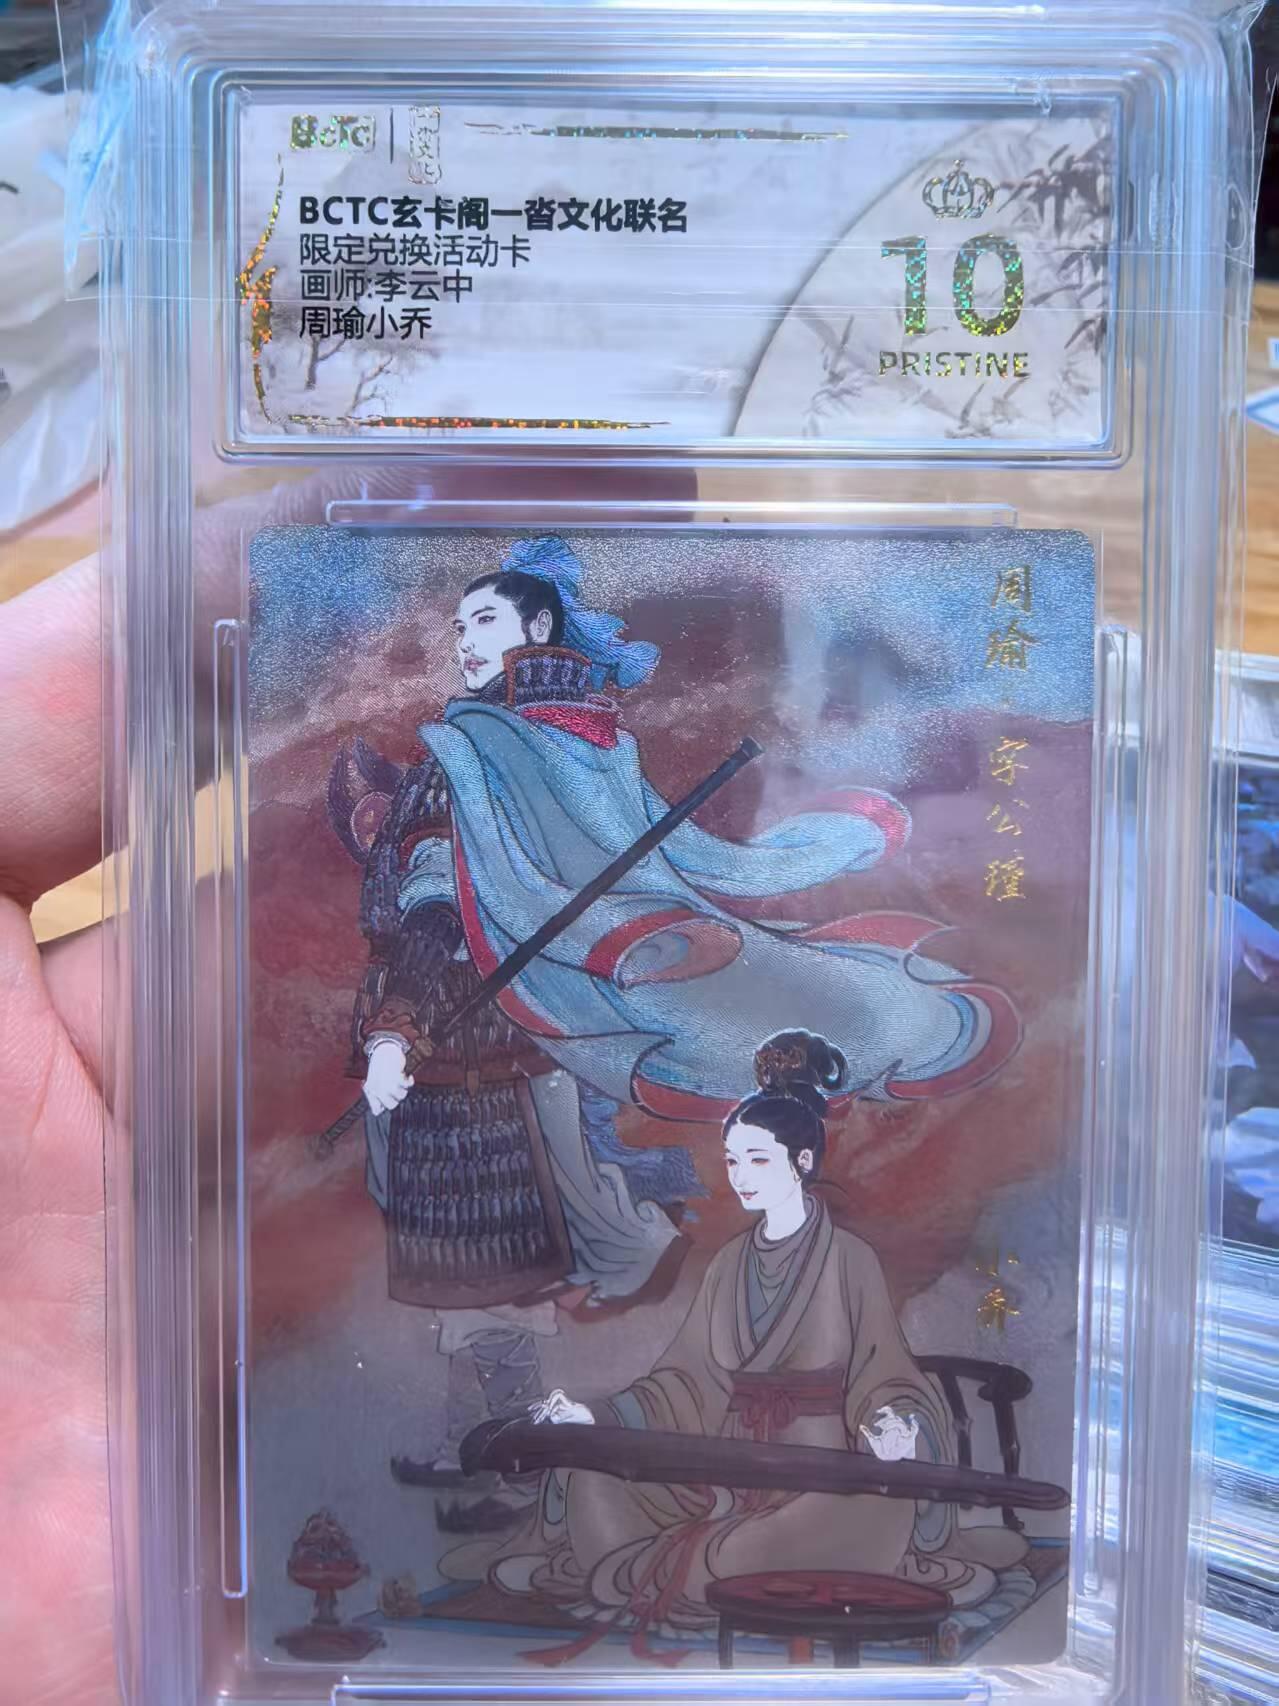 BCTC
BCTC玄卡阁一沓文化联名
限定兑换活动卡
画师:李云中
周瑜小乔
10
PRISTINE
周瑜
字公瑾
小乔